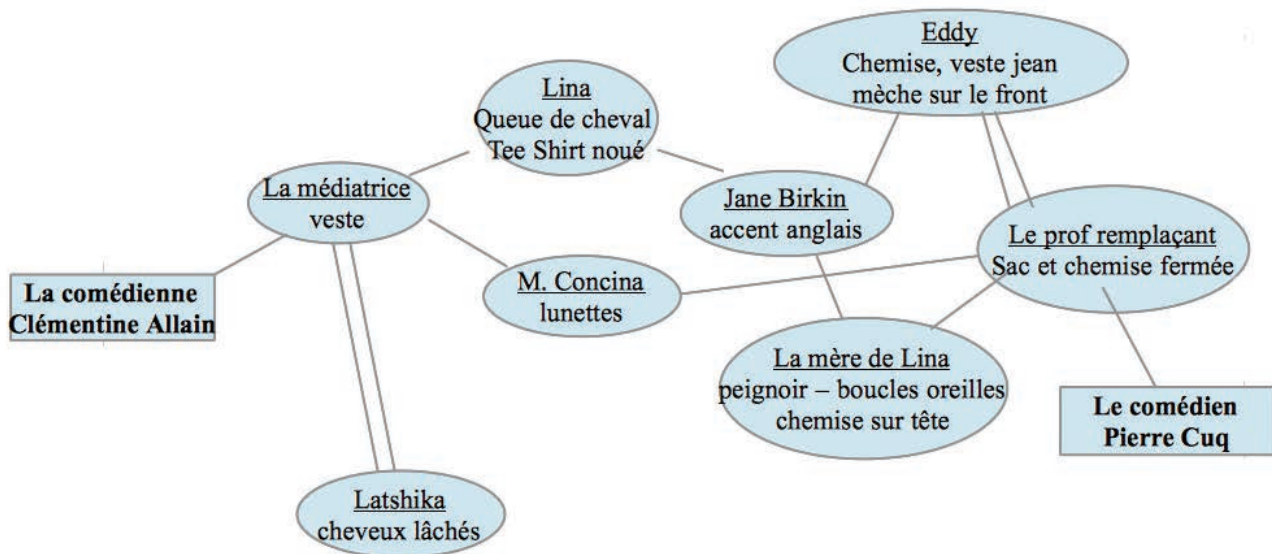 Eddy
Chemise, veste jean
mèche sur le front
Lina
Queue de cheval
Tee Shirt noué
La médiatrice
veste
Jane Birkin
accent anglais
Le prof remplaçant
Sac et chemise fermée
M. Concina
lunettes
La comédienne
Clémentine Allain
La mère de Lina
peignoir – boucles oreilles
chemise sur tête
Le comédien
Pierre Cuq
Latshika
cheveux lâchés